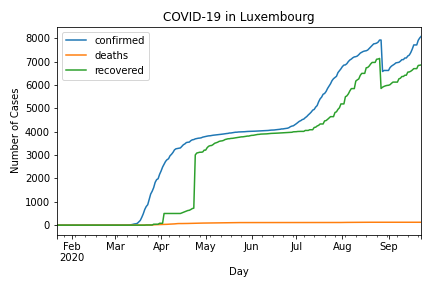 COVID-19 in Luxembourg
confirmed
deaths
recovered
Number of Cases
8000
7000
6000
5000
4000
3000
2000
1000
0
Feb Mar Apr May Jun Jul Aug Sep
2020
Day